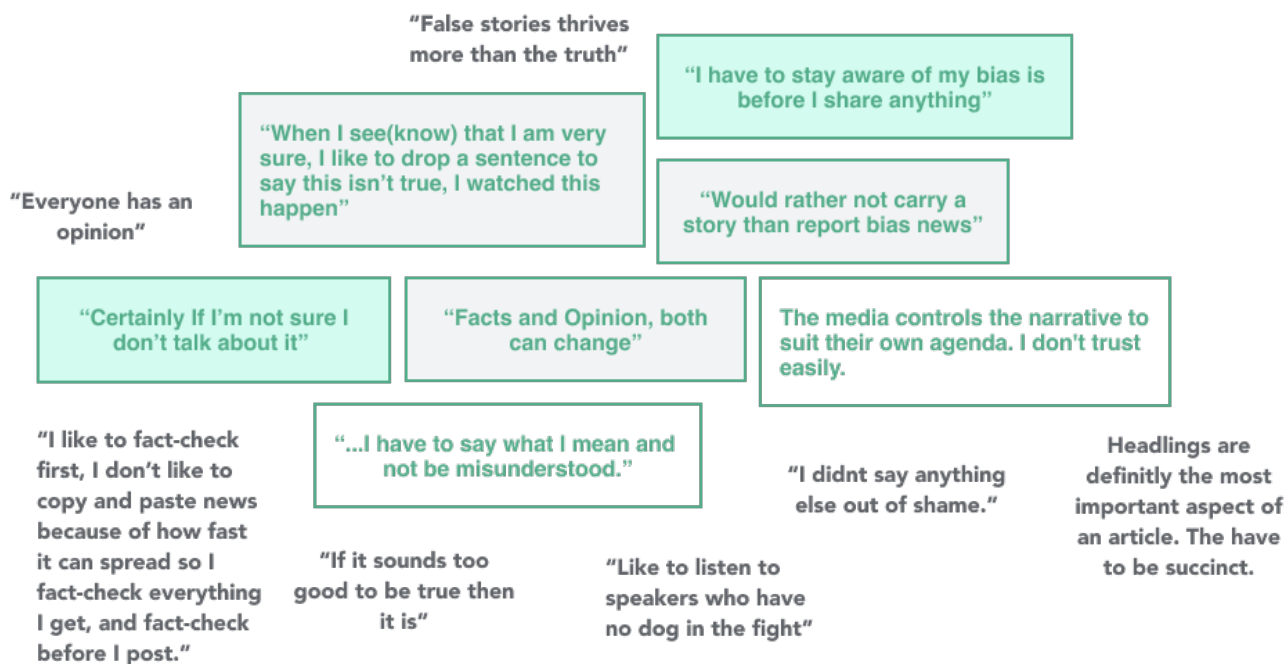 “False stories thrives
more than the truth”
“I have to stay aware of my bias is
before I share anything”
“When I see(know) that I am very
sure, I like to drop a sentence to
say this isn’t true, I watched this
happen”
“Would rather not carry a
story than report bias news”
“Everyone has an
opinion“
“Certainly If I’m not sure I
don’t talk about it”
“Facts and Opinion, both
can change”
The media controls the narrative to
suit their own agenda. I don't trust
easily.
“I like to fact-check
first, I don’t like to
copy and paste news
because of how fast
it can spread so I
fact-check everything
I get, and fact-check
before I post.”
“...I have to say what I mean and
not be misunderstood.”
“I didnt say anything
else out of shame.”
Headlings are
definitly the most
important aspect of
an article. The have
to be succinct.
“If it sounds too
good to be true then
it is”
“Like to listen to
speakers who have
no dog in the fight”